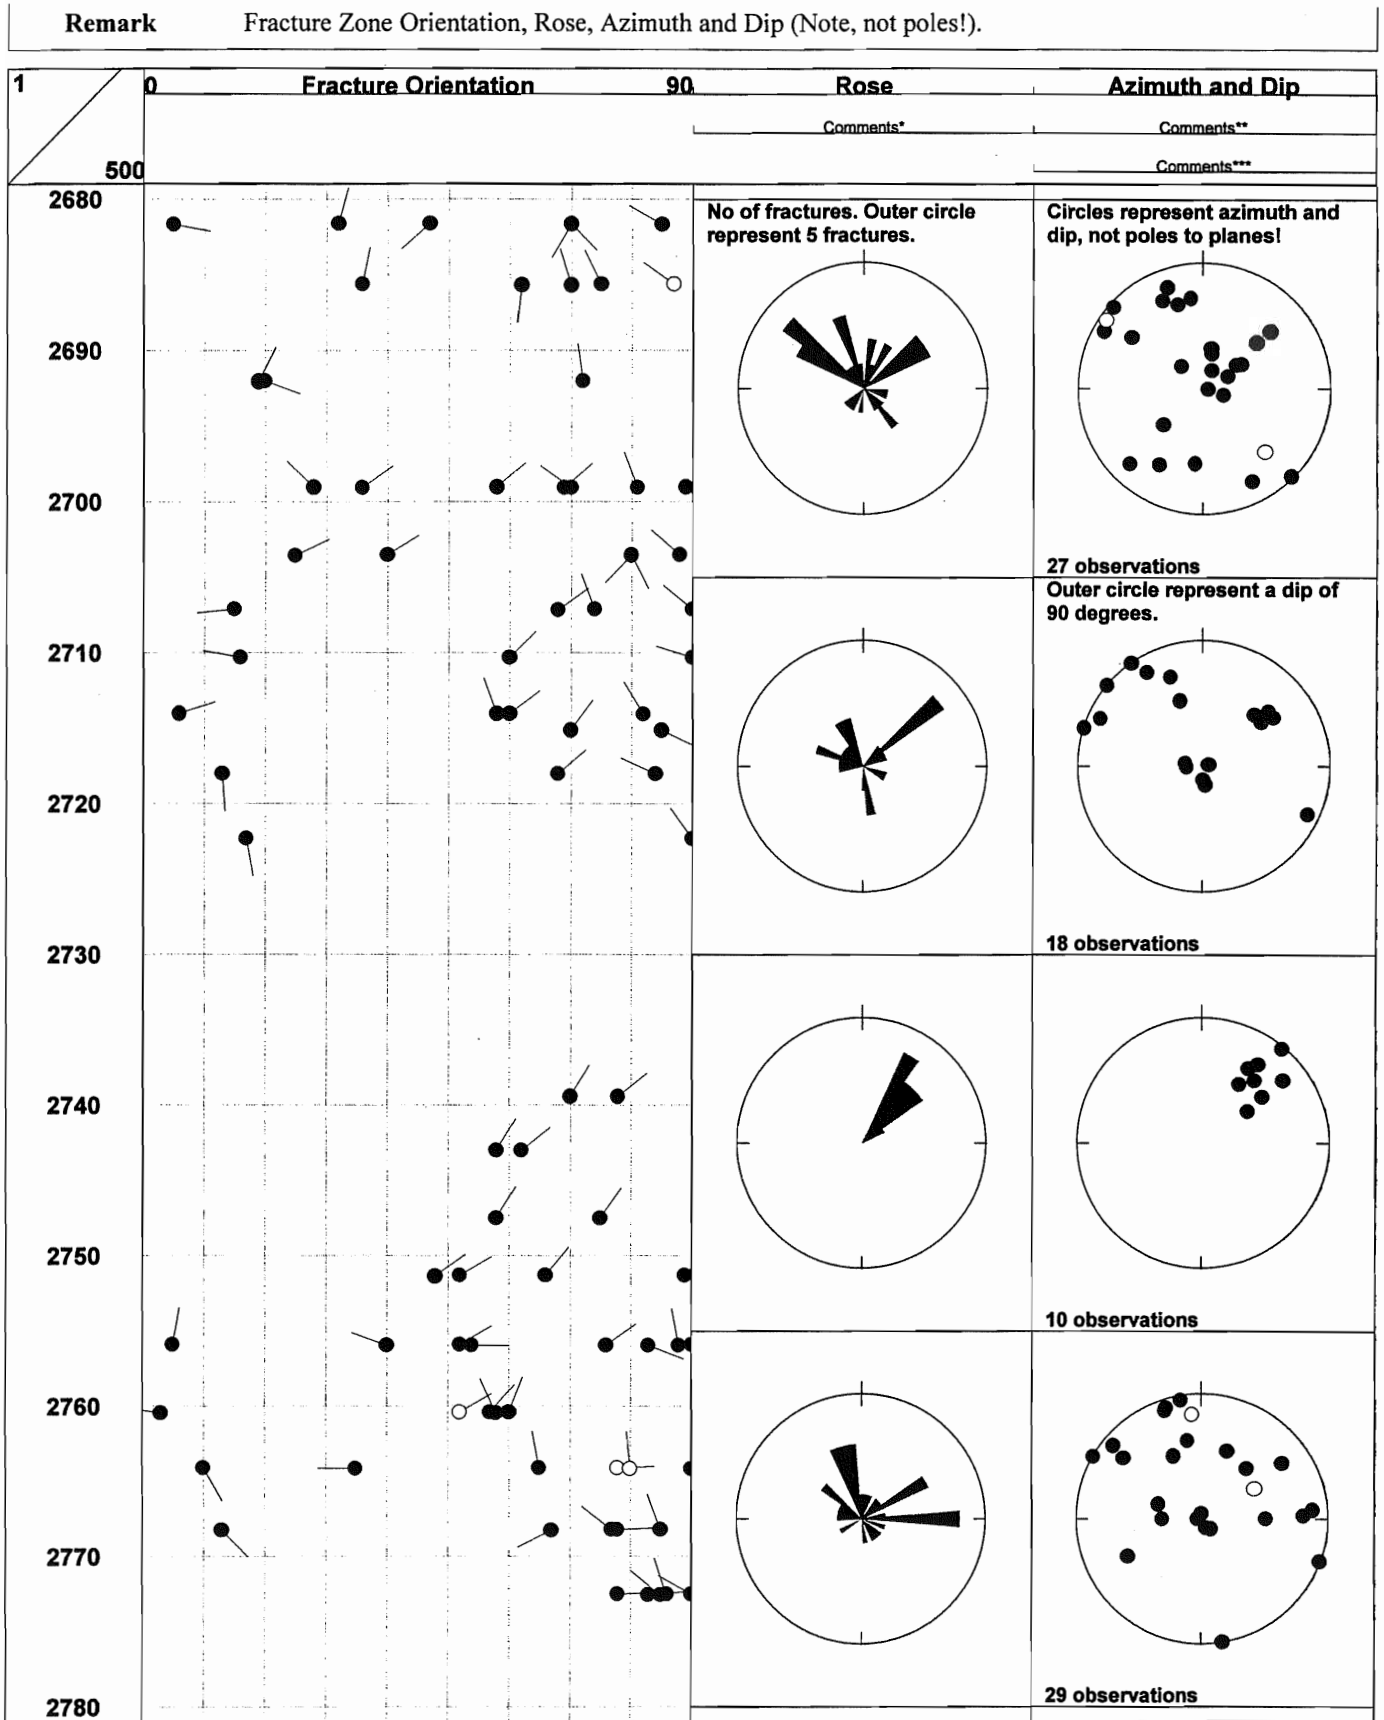 Remark Fracture Zone Orientation, Rose, Azimuth and Dip (Note, not poles!).
1 0 Fracture Orientation 90 Rose Azimuth and Dip
Comments* Comments**
500 Comments***
2680
No of fractures. Outer circle
represent 5 fractures.
Circles represent azimuth and
dip, not poles to planes!
2690
2700
27 observations
Outer circle represent a dip of
90 degrees.
2710
2720
2730
18 observations
2740
2750
10 observations
2760
2770
2780
29 observations